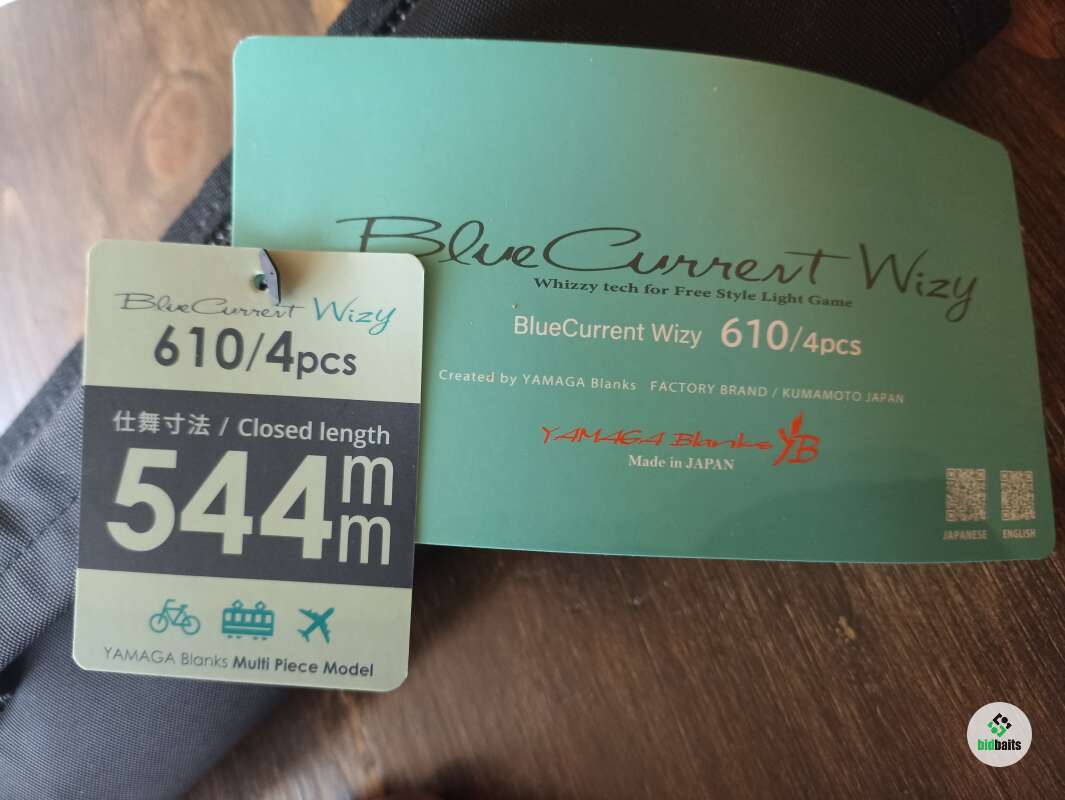 BlueCurrent Wizy
Whizzy tech for Free Style Light Game
BlueCurrent Wizy 610/4pcs
Created by YAMAGA Blanks FACTORY BRAND / KUMAMOTO JAPAN
YAMAGA Blanks YB
Made in JAPAN
JAPANESE ENGLISH
BlueCurrent Wizy
610/4pcs
仕舞寸法 / Closed length
544mm
YAMAGA Blanks Multi Piece Model
bidbaits